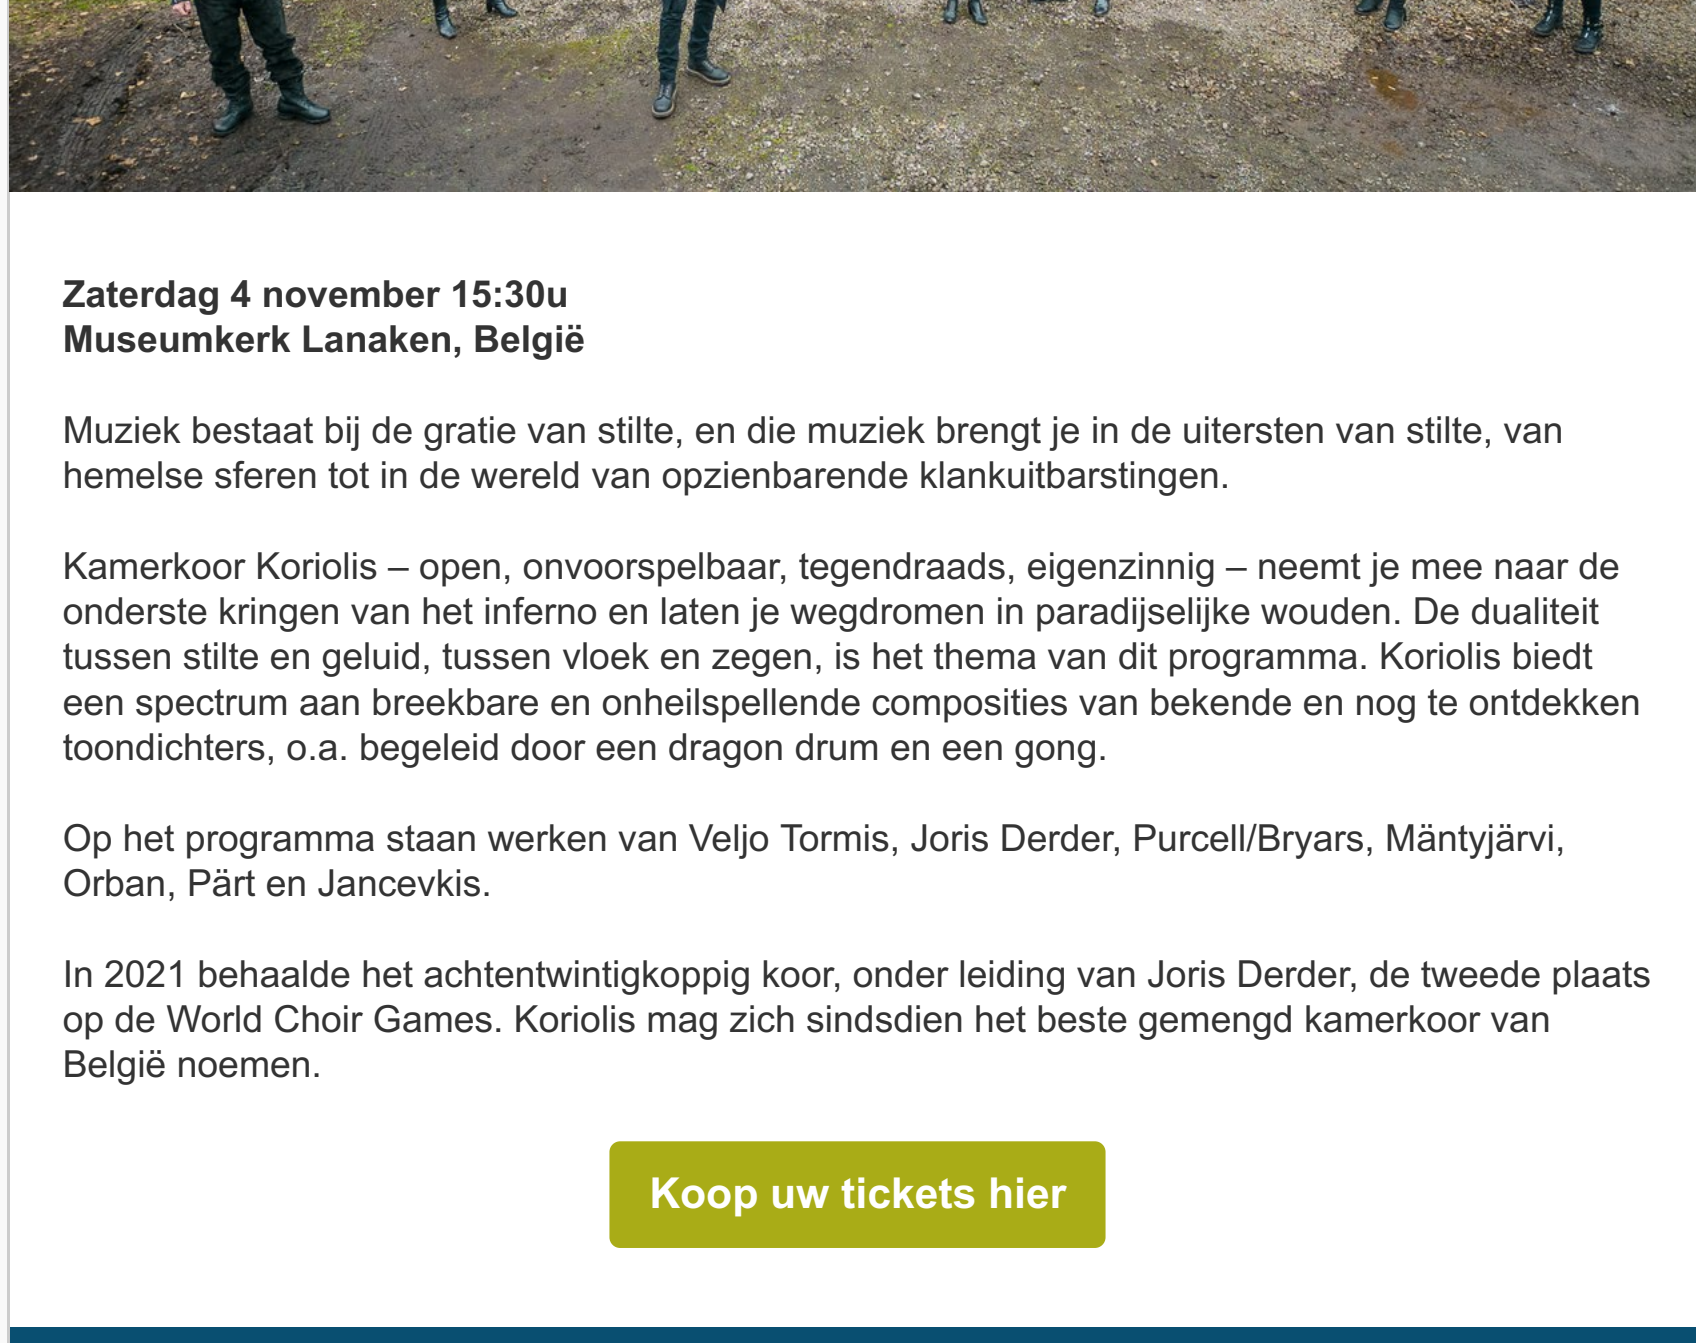 Zaterdag 4 november 15:30u
Museumkerk Lanaken, België
Muziek bestaat bij de gratie van stilte, en die muziek brengt je in de uitersten van stilte, van
hemelse sferen tot in de wereld van opzienbarende klankuitbarstingen.
Kamerkoor Koriolis – open, onvoorspelbaar, tegendraads, eigenzinnig – neemt je mee naar de
onderste kringen van het inferno en laten je wegdromen in paradijselijke wouden. De dualiteit
tussen stilte en geluid, tussen vloek en zegen, is het thema van dit programma. Koriolis biedt
een spectrum aan breekbare en onheilspellende composities van bekende en nog te ontdekken
toondichters, o.a. begeleid door een dragon drum en een gong.
Op het programma staan werken van Veljo Tormis, Joris Derder, Purcell/Bryars, Mäntyjärvi,
Orban, Pärt en Jancevkis.
In 2021 behaalde het achtentwintigkoppig koor, onder leiding van Joris Derder, de tweede plaats
op de World Choir Games. Koriolis mag zich sindsdien het beste gemengd kamerkoor van
België noemen.
Koop uw tickets hier